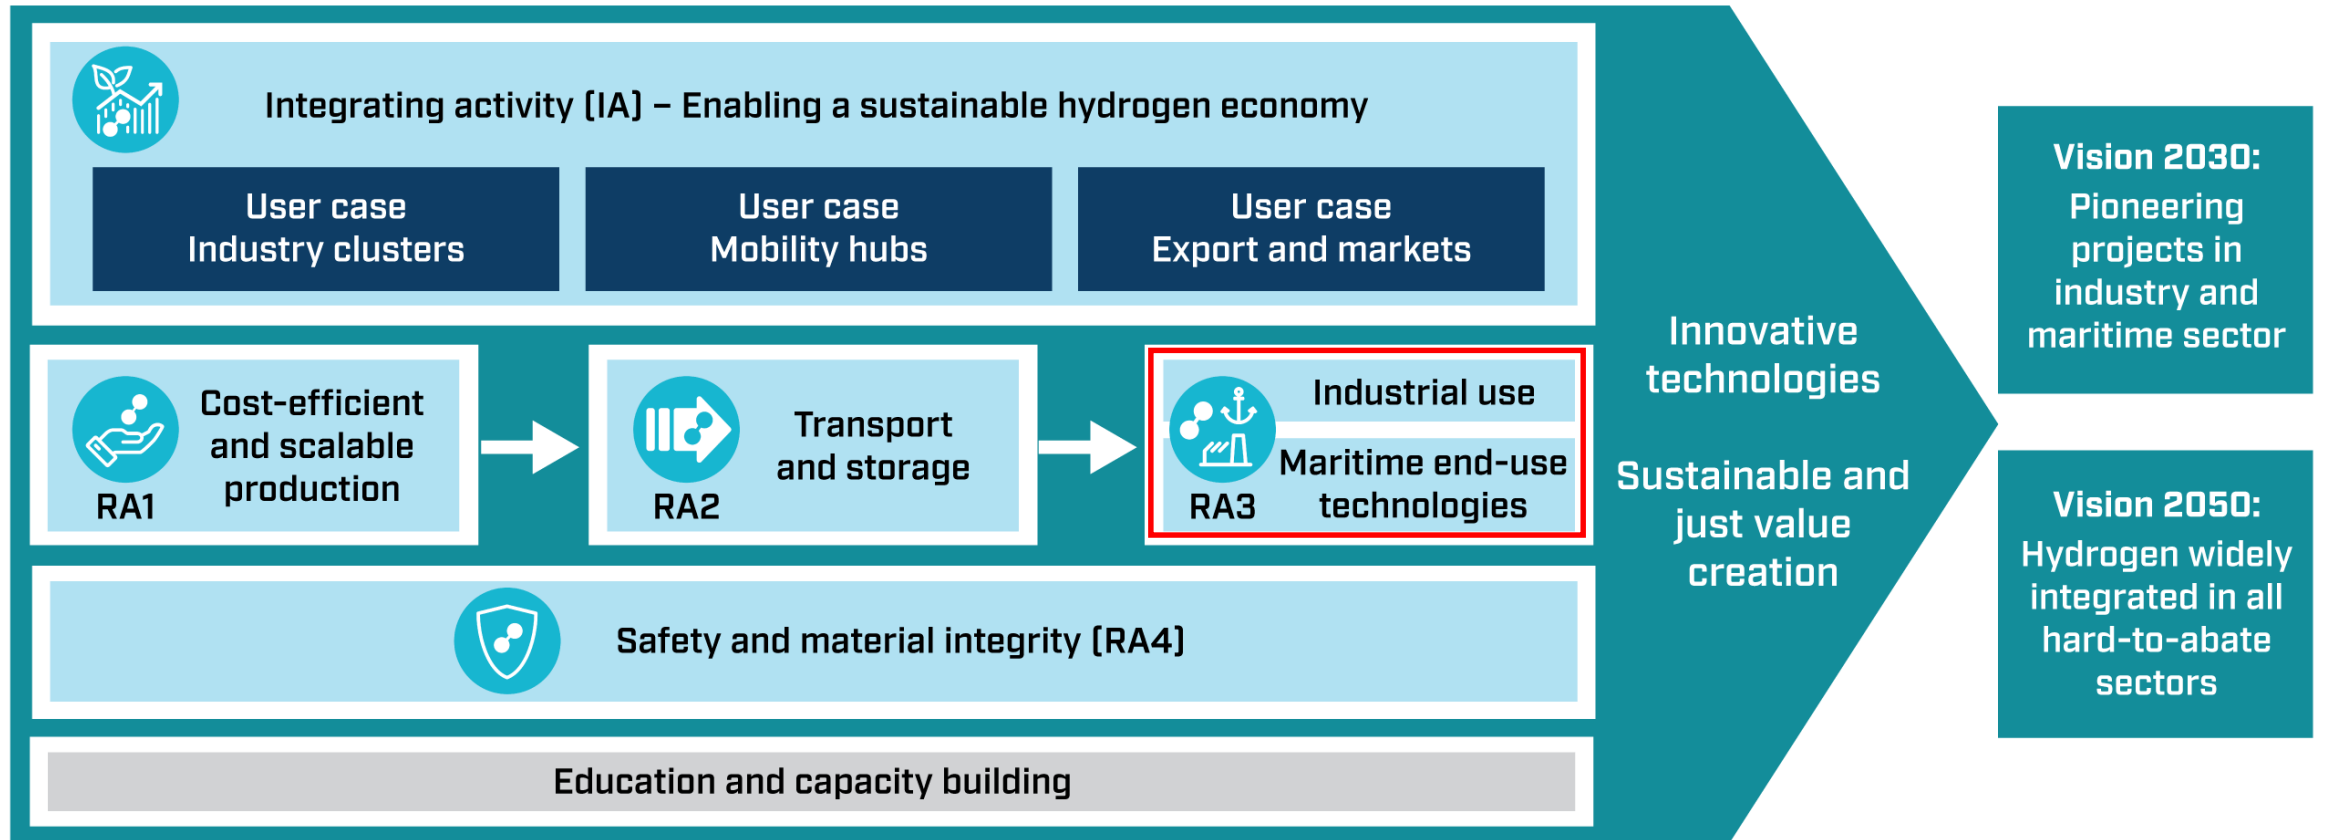 Integrating activity (IA) – Enabling a sustainable hydrogen economy
User case
Industry clusters
User case
Mobility hubs
User case
Export and markets
RA1
Cost-efficient
and scalable
production
RA2
Transport
and storage
RA3
Industrial use
Maritime end-use
technologies
Safety and material integrity (RA4)
Education and capacity building
Innovative
technologies
Sustainable and
just value
creation
Vision 2030:
Pioneering
projects in
industry and
maritime sector
Vision 2050:
Hydrogen widely
integrated in all
hard-to-abate
sectors